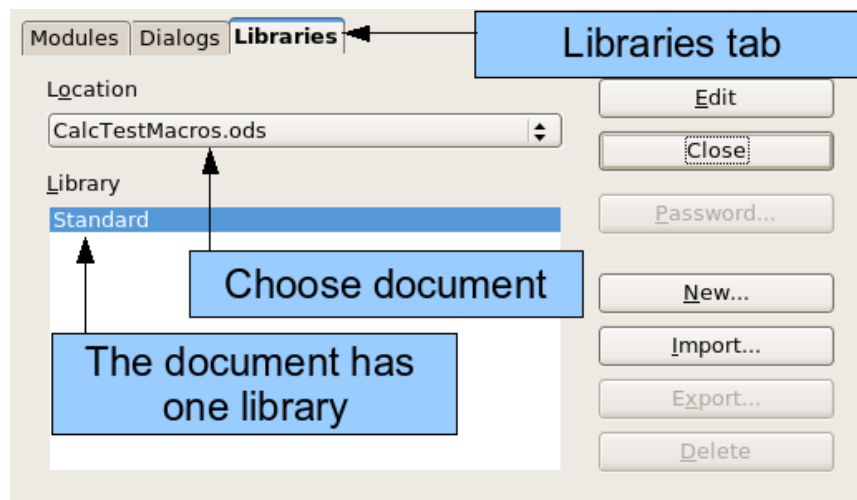 Modules Dialogs Libraries
Libraries tab
Location
CalcTestMacros.ods
Library
Standard
Choose document
The document has
one library
Edit
Close
Password...
New...
Import...
Export...
Delete